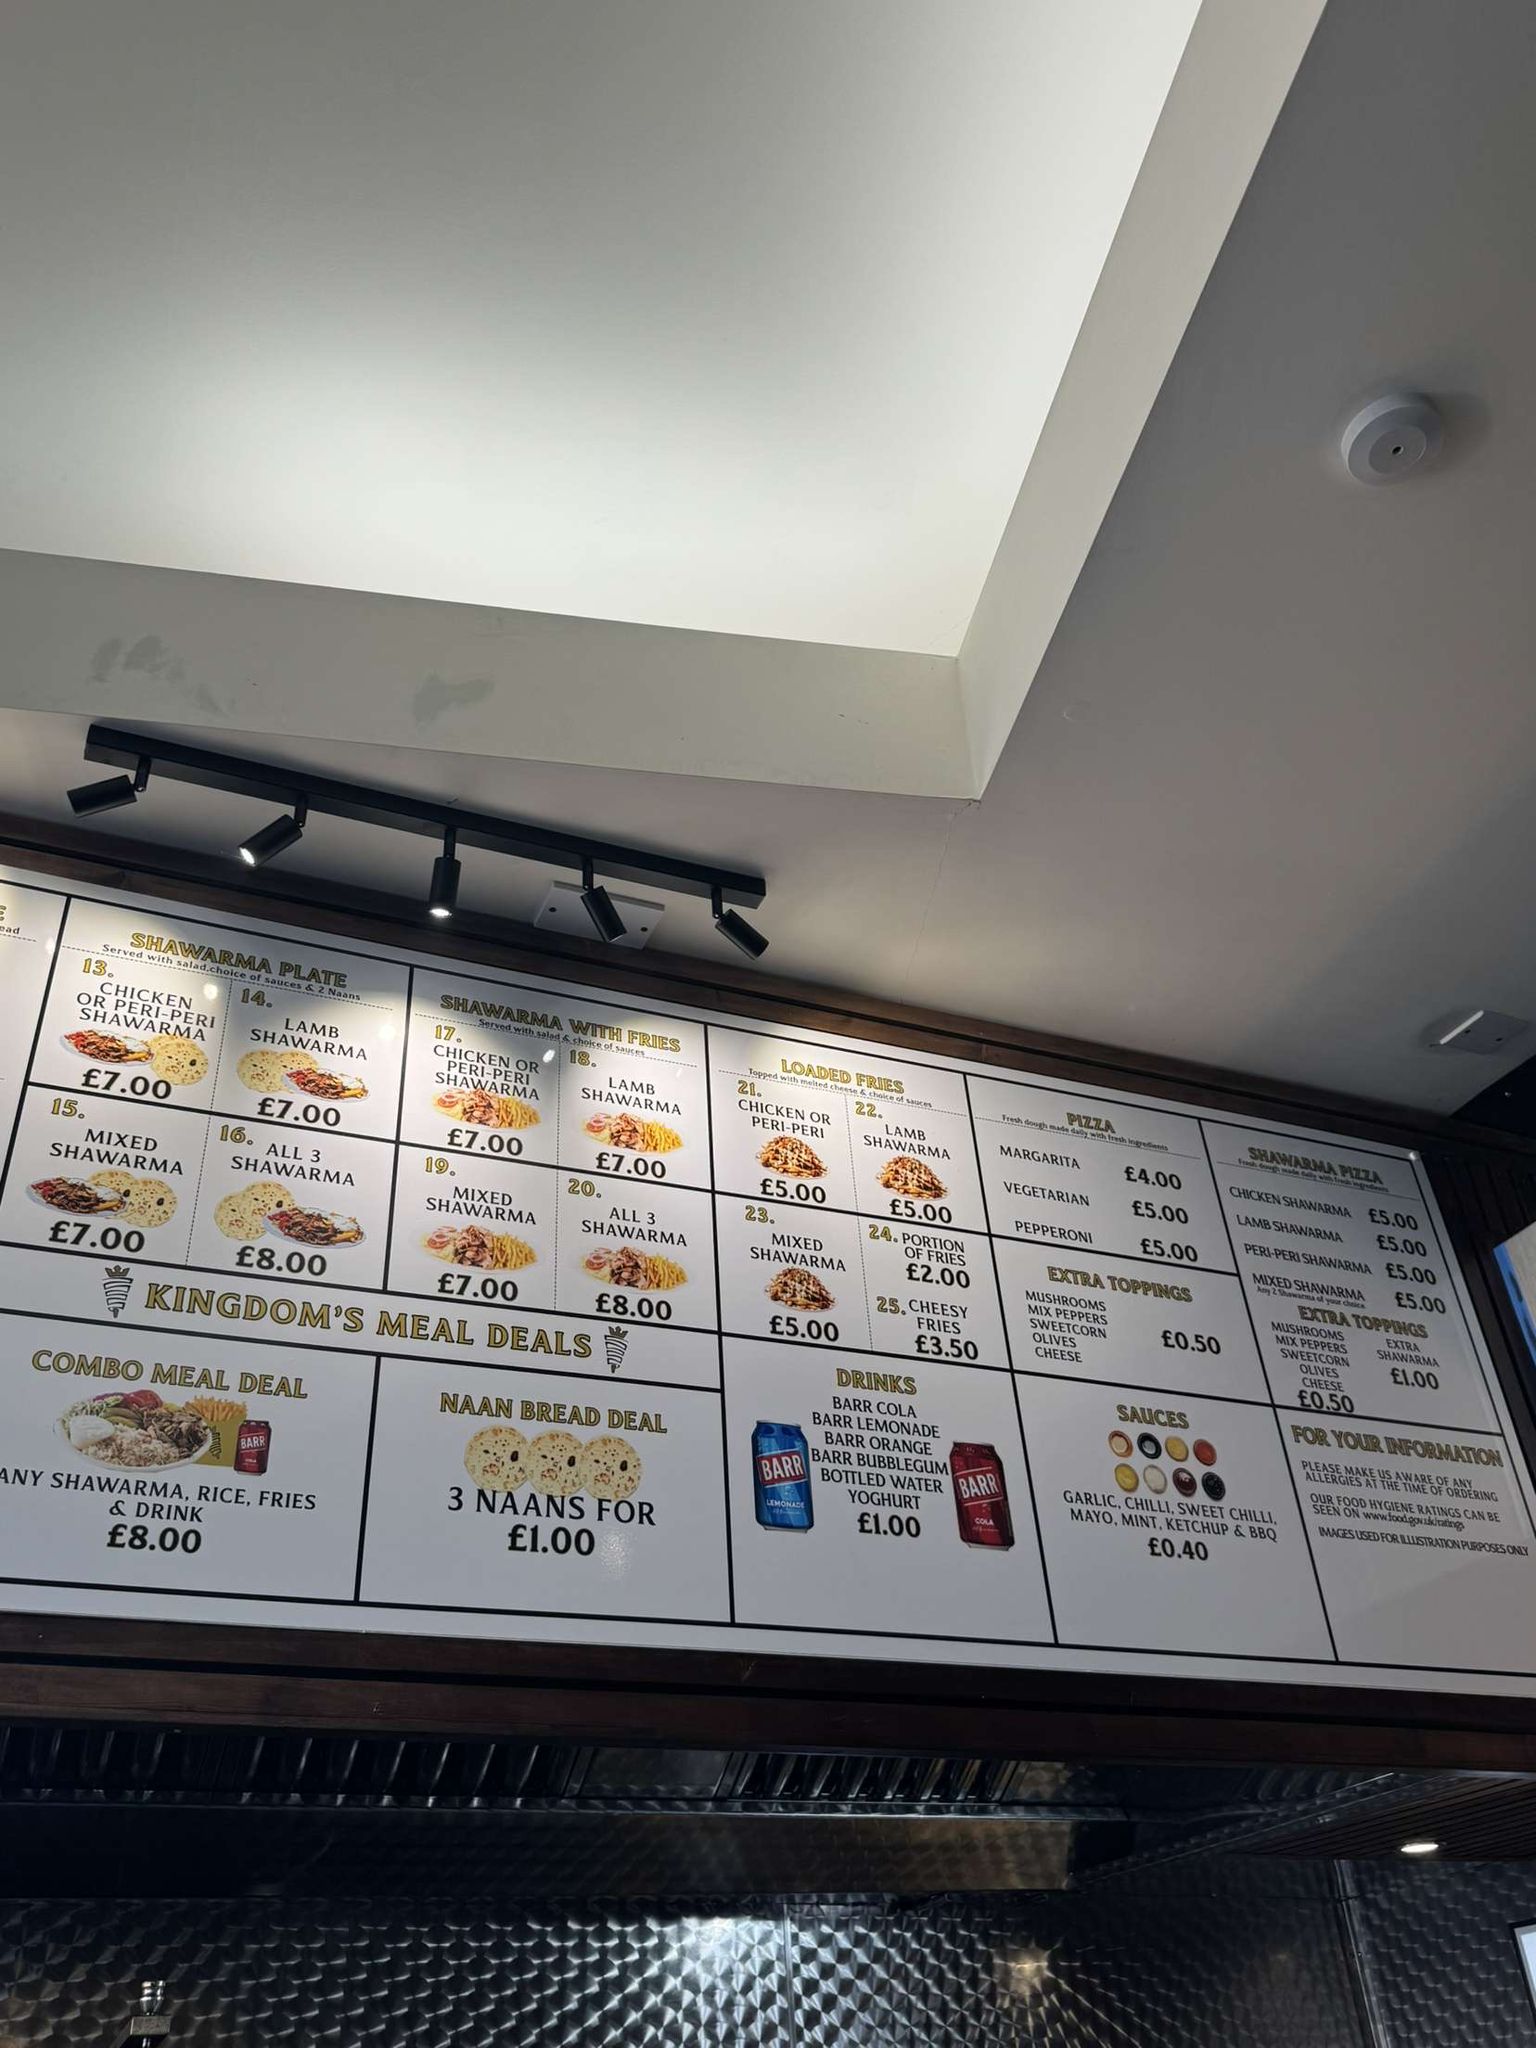 E
ead
SHAWARMA PLATE
Served with salad,choice of sauces & 2 Naans
13.
CHICKEN
OR PERI-PERI
SHAWARMA
£7.00
14.
LAMB
SHAWARMA
£7.00
15.
MIXED
SHAWARMA
£7.00
16. ALL 3
SHAWARMA
£8.00
SHAWARMA WITH FRIES
Served with salad & choice of sauces
17.
CHICKEN OR
PERI-PERI
SHAWARMA
£7.00
18.
LAMB
SHAWARMA
£7.00
19.
MIXED
SHAWARMA
£7.00
20.
ALL 3
SHAWARMA
£8.00
LOADED FRIES
Topped with melted cheese & choice of sauces
21.
CHICKEN OR
PERI-PERI
£5.00
22.
LAMB
SHAWARMA
£5.00
23.
MIXED
SHAWARMA
£5.00
24. PORTION
OF FRIES
£2.00
25. CHEESY
FRIES
£3.50
PIZZA
Fresh dough made daily with fresh ingredients
MARGARITA £4.00
VEGETARIAN £5.00
PEPPERONI £5.00
EXTRA TOPPINGS
MUSHROOMS
MIX PEPPERS
SWEETCORN
OLIVES
CHEESE
£0.50
SHAWARMA PIZZA
Fresh dough made daily with fresh ingredients
CHICKEN SHAWARMA £5.00
LAMB SHAWARMA £5.00
PERI-PERI SHAWARMA £5.00
MIXED SHAWARMA £5.00
Any 2 Shawarma of your choice
EXTRA TOPPINGS
MUSHROOMS
MIX PEPPERS
SWEETCORN
OLIVES
CHEESE
£0.50
EXTRA
SHAWARMA
£1.00
KINGDOM'S MEAL DEALS
COMBO MEAL DEAL
BARR
COLA
ANY SHAWARMA, RICE, FRIES
& DRINK
£8.00
NAAN BREAD DEAL
3 NAANS FOR
£1.00
DRINKS
BARR COLA
BARR LEMONADE
BARR ORANGE
BARR BUBBLEGUM
BOTTLED WATER
YOGHURT
£1.00
BARR
LEMONADE
BARR
COLA
SAUCES
GARLIC, CHILLI, SWEET CHILLI,
MAYO, MINT, KETCHUP & BBQ
£0.40
FOR YOUR INFORMATION
PLEASE MAKE US AWARE OF ANY
ALLERGIES AT THE TIME OF ORDERING
OUR FOOD HYGIENE RATINGS CAN BE
SEEN ON www.food.gov.uk/ratings
IMAGES USED FOR ILLUSTRATION PURPOSES ONLY